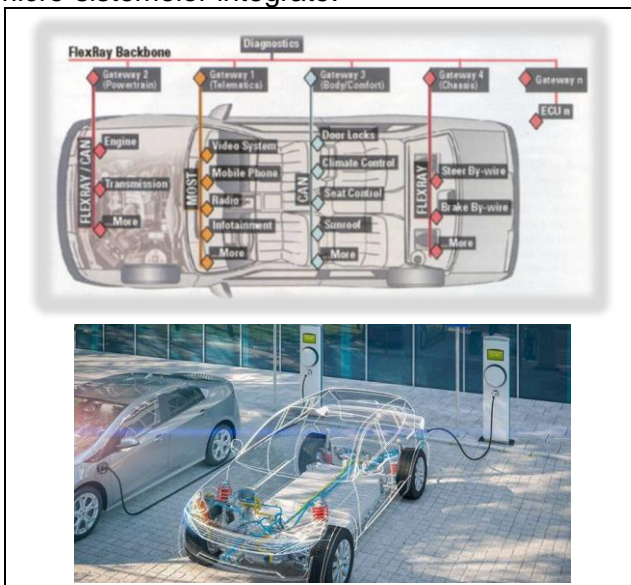 micro-sistemelor integrate.
FlexRay Backbone
Diagnostics
Gateway 2
(Powertrain)
Gateway 1
(Telematics)
Gateway 3
(Body/Comfort)
Gateway 4
(Chassis)
Gateway n
ECU n
FLEXRAY / CAN
Engine
Transmission
...More
MOST
Video System
Mobile Phone
Radio
Infotainment
...More
CAN
Door Locks
Climate Control
Seat Control
Sunroof
...More
FLEXRAY
Steer By-wire
Brake By-wire
...More